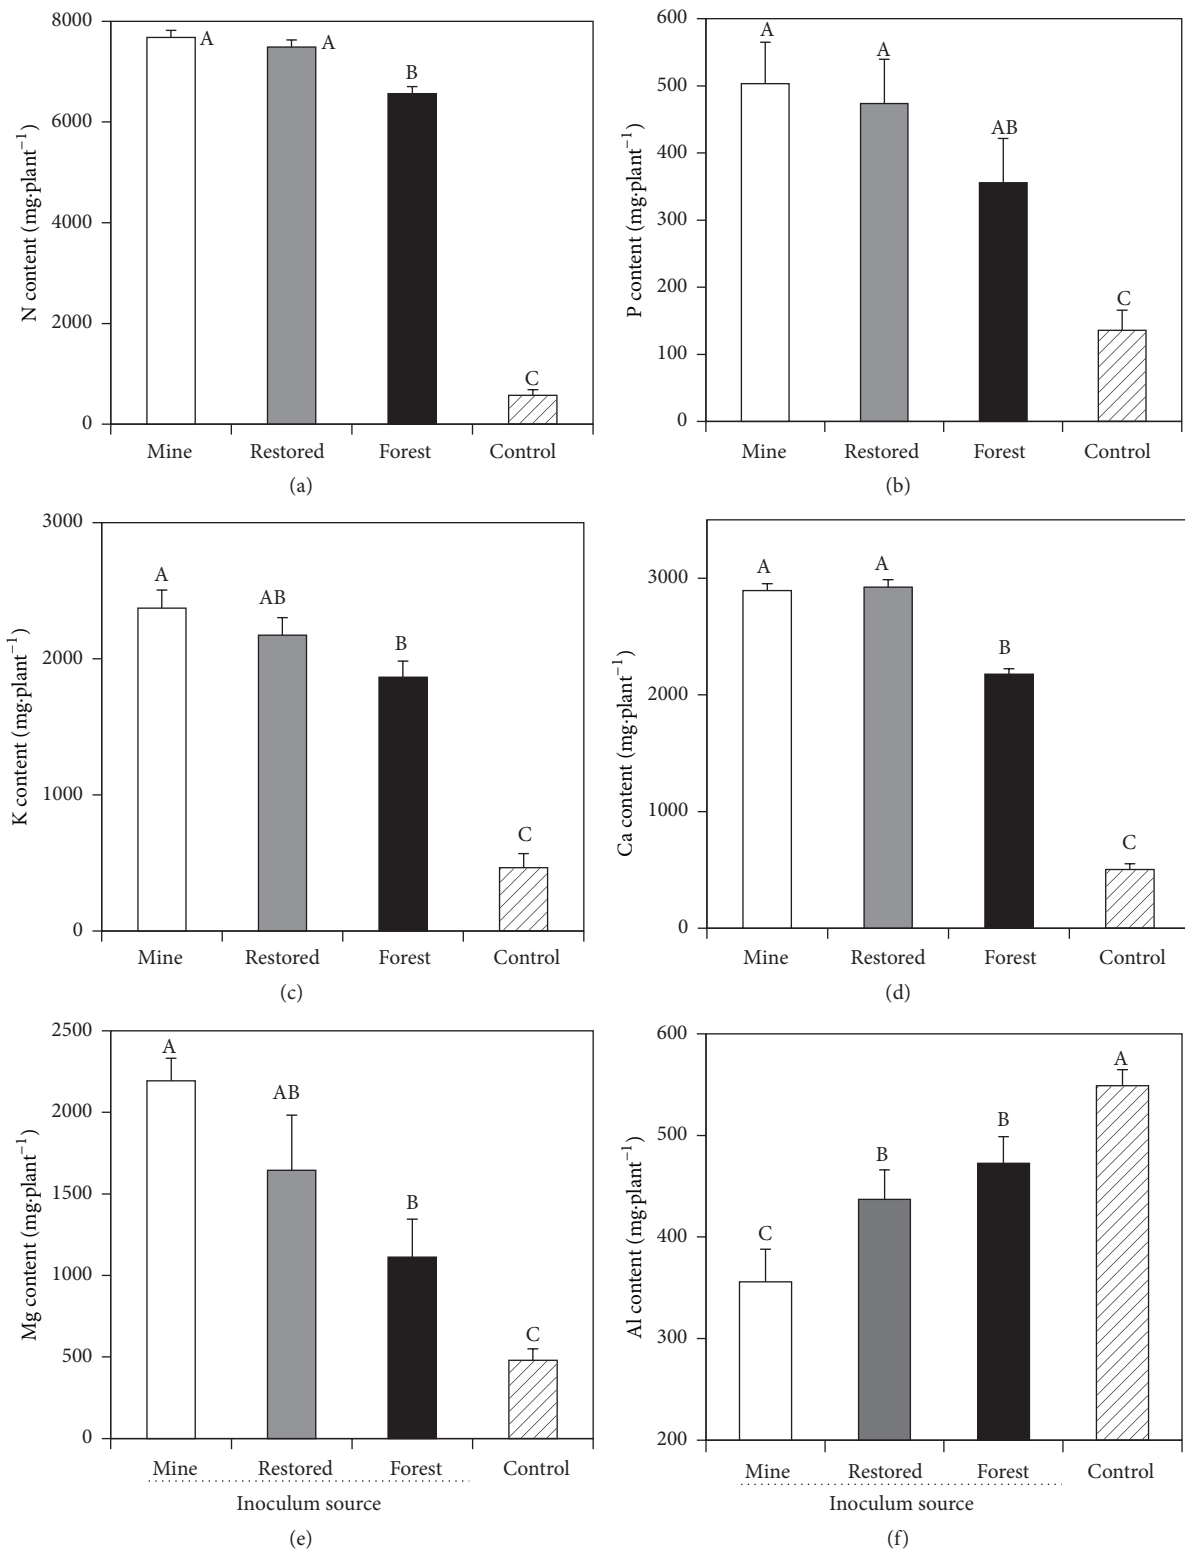 8000
6000
4000
2000
0
N content (mg·plant⁻¹)
A
A
B
C
Mine Restored Forest Control
(a)
600
500
400
300
200
100
0
P content (mg·plant⁻¹)
A
A
AB
C
Mine Restored Forest Control
(b)
3000
2000
1000
0
K content (mg·plant⁻¹)
A
AB
B
C
Mine Restored Forest Control
(c)
3000
2000
1000
0
Ca content (mg·plant⁻¹)
A
A
B
C
Mine Restored Forest Control
(d)
2500
2000
1500
1000
500
0
Mg content (mg·plant⁻¹)
A
AB
B
C
Mine Restored Forest Control
Inoculum source
(e)
600
500
400
300
200
Al content (mg·plant⁻¹)
C
B
B
A
Mine Restored Forest Control
Inoculum source
(f)